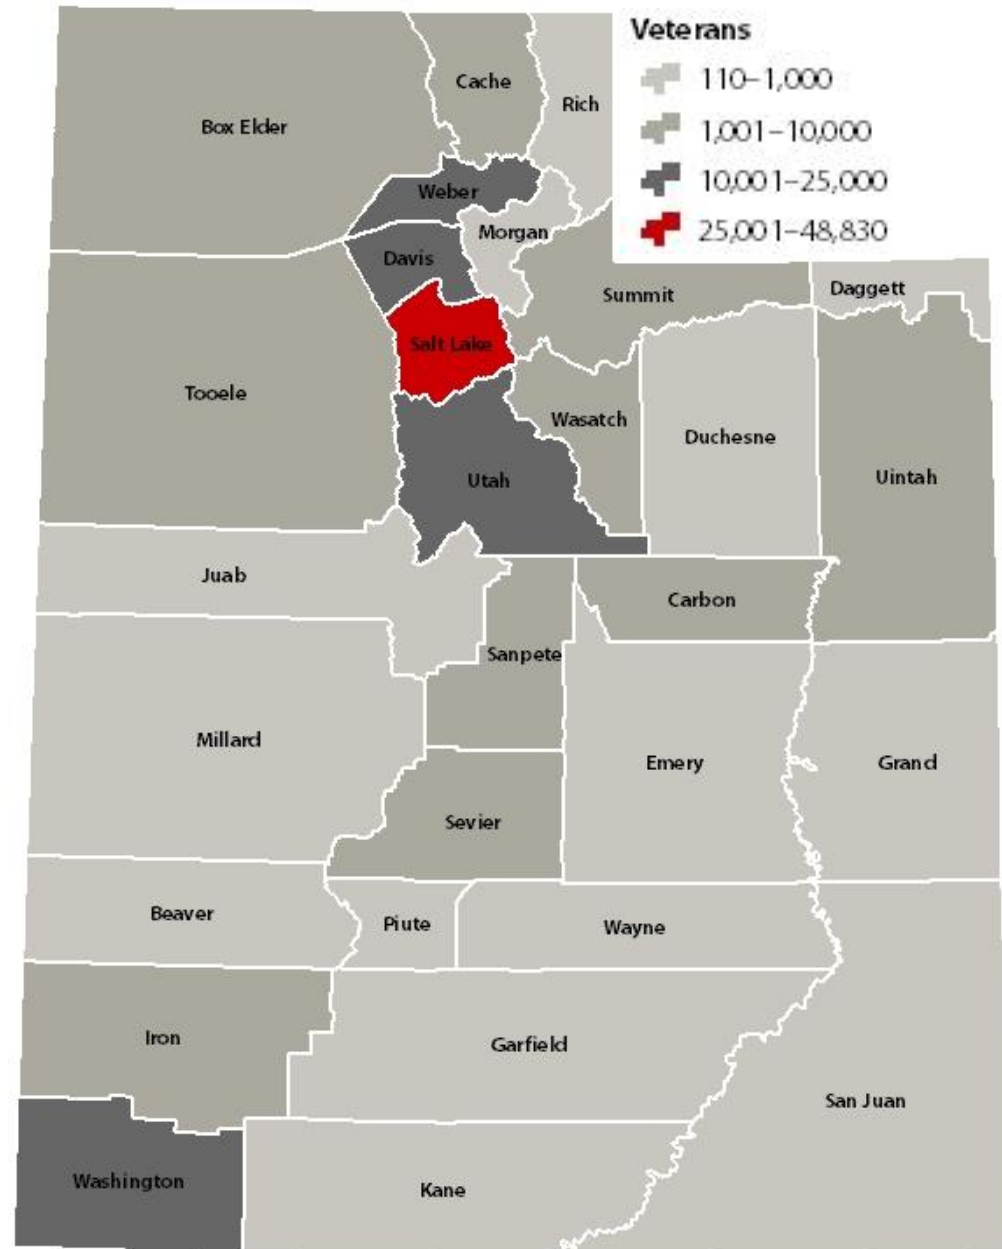 Veterans
110–1,000
1,001–10,000
10,001–25,000
25,001–48,830
Cache
Rich
Box Elder
Weber
Morgan
Davis
Summit
Daggett
Salt Lake
Tooele
Wasatch
Duchesne
Uintah
Utah
Juab
Carbon
Sanpete
Millard
Emery
Grand
Sevier
Beaver
Piute
Wayne
Iron
Garfield
San Juan
Washington
Kane